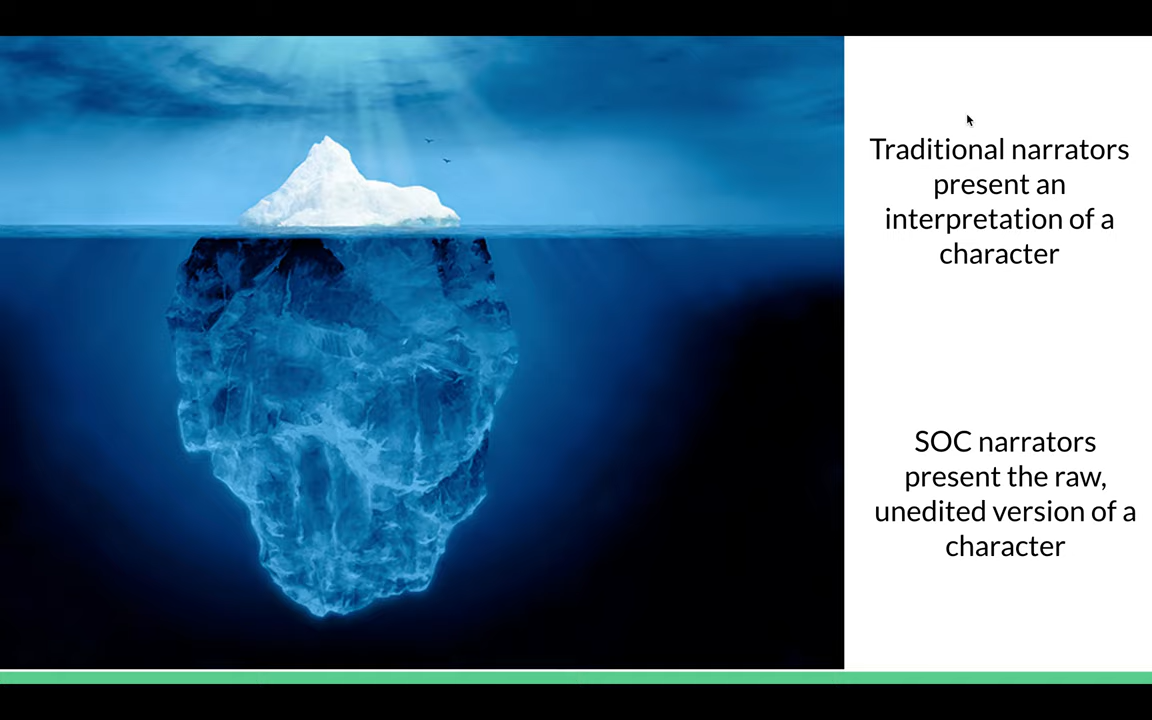 Traditional narrators
present an
interpretation of a
character
SOC narrators
present the raw,
unedited version of a
character